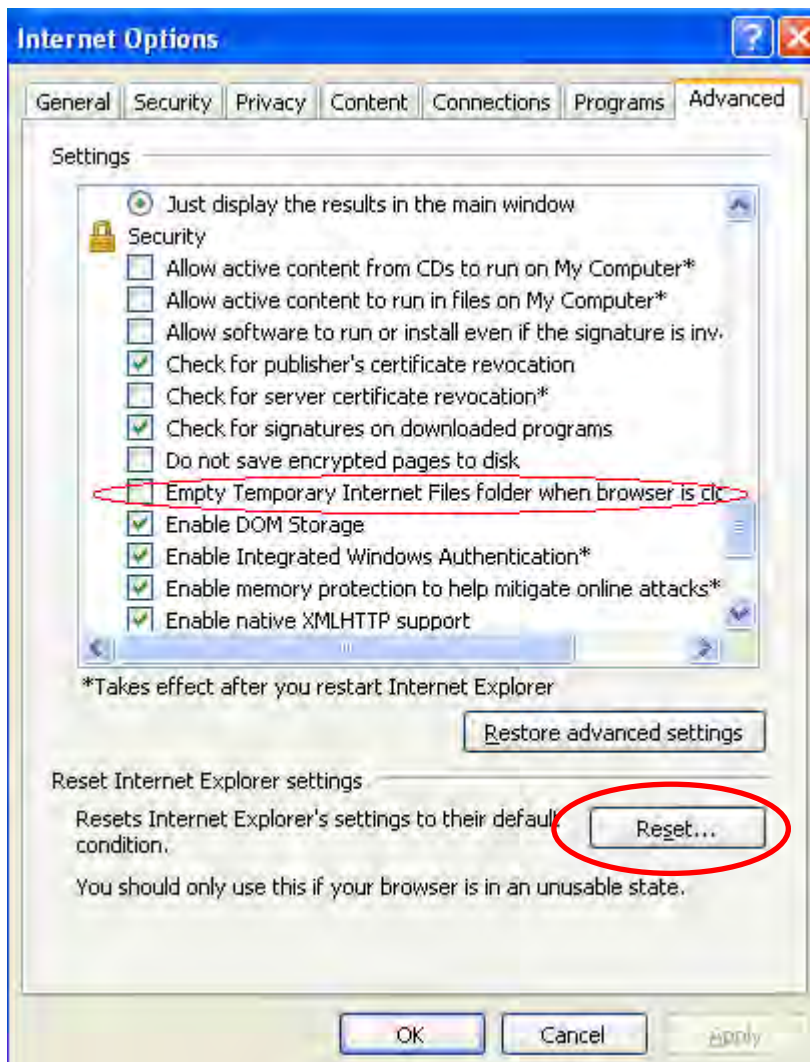 Internet Options
General Security Privacy Content Connections Programs Advanced
Settings
Just display the results in the main window
Security
Allow active content from CDs to run on My Computer*
Allow active content to run in files on My Computer*
Allow software to run or install even if the signature is inv
Check for publisher's certificate revocation
Check for server certificate revocation*
Check for signatures on downloaded programs
Do not save encrypted pages to disk
Empty Temporary Internet Files folder when browser is clo
Enable DOM Storage
Enable Integrated Windows Authentication*
Enable memory protection to help mitigate online attacks*
Enable native XMLHTTP support
*Takes effect after you restart Internet Explorer
Restore advanced settings
Reset Internet Explorer settings
Resets Internet Explorer's settings to their default
condition.
Reset...
You should only use this if your browser is in an unusable state.
OK Cancel Apply